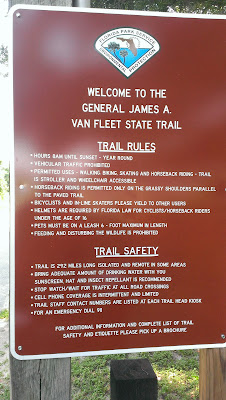 FLORIDA PARK SERVICE
WELCOME TO THE
GENERAL JAMES A.
VAN FLEET STATE TRAIL
TRAIL RULES
• HOURS 8AM UNTIL SUNSET - YEAR ROUND
• VEHICULAR TRAFFIC PROHIBITED
• PERMITTED USES - WALKING, BIKING, SKATING AND HORSEBACK RIDING - TRAIL
IS STROLLER AND WHEELCHAIR ACCESSIBLE
• HORSEBACK RIDING IS PERMITTED ONLY ON THE GRASSY SHOULDERS PARALLEL
TO THE PAVED TRAIL
• BICYCLISTS AND IN-LINE SKATERS PLEASE YIELD TO OTHER USERS
• HELMETS ARE REQUIRED BY FLORIDA LAW FOR CYCLISTS/HORSEBACK RIDERS
UNDER THE AGE OF 16
• PETS MUST BE ON A LEASH 6 - FOOT MAXIMUM IN LENGTH
• FEEDING AND DISTURBING THE WILDLIFE IS PROHIBITED
TRAIL SAFETY
• TRAIL IS 29.2 MILES LONG ISOLATED AND REMOTE IN SOME AREAS
• BRING ADEQUATE AMOUNT OF DRINKING WATER WITH YOU
SUNSCREEN, HAT AND INSECT REPELLANT IS RECOMMENDED
• STOP WATCH/WAIT FOR TRAFFIC AT ALL ROAD CROSSINGS
• CELL PHONE COVERAGE IS INTERMITTENT AND LIMITED
• TRAIL STAFF CONTACT NUMBERS ARE LISTED AT EACH TRAIL HEAD KIOSK
• FOR AN EMERGENCY DIAL 911
FOR ADDITIONAL INFORMATION AND COMPLETE LIST OF TRAIL
SAFETY AND ETIQUETTE PLEASE PICK UP A BROCHURE